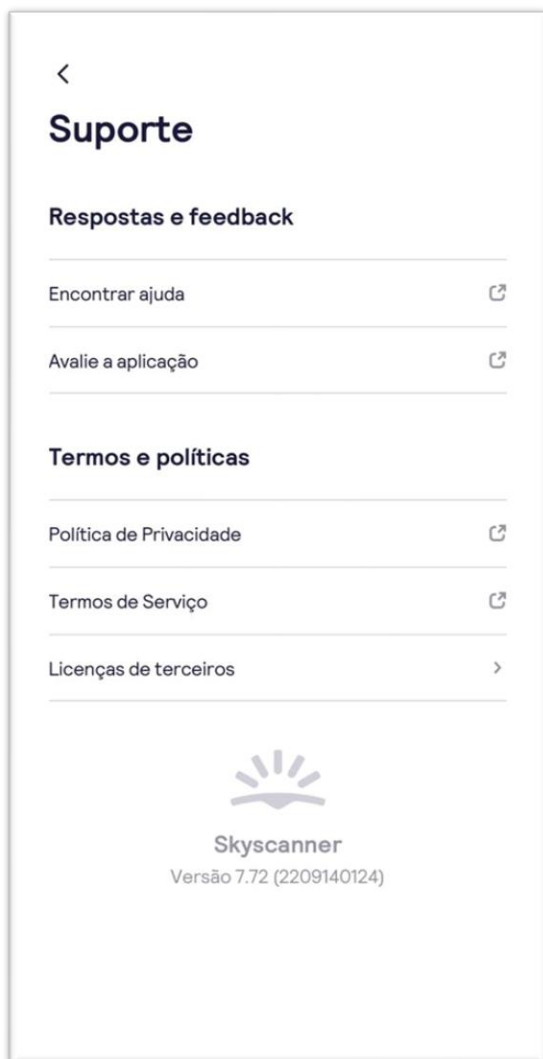 Suporte
Respostas e feedback
Encontrar ajuda
Avalie a aplicação
Termos e políticas
Política de Privacidade
Termos de Serviço
Licenças de terceiros
Skyscanner
Versão 7.72 (2209140124)